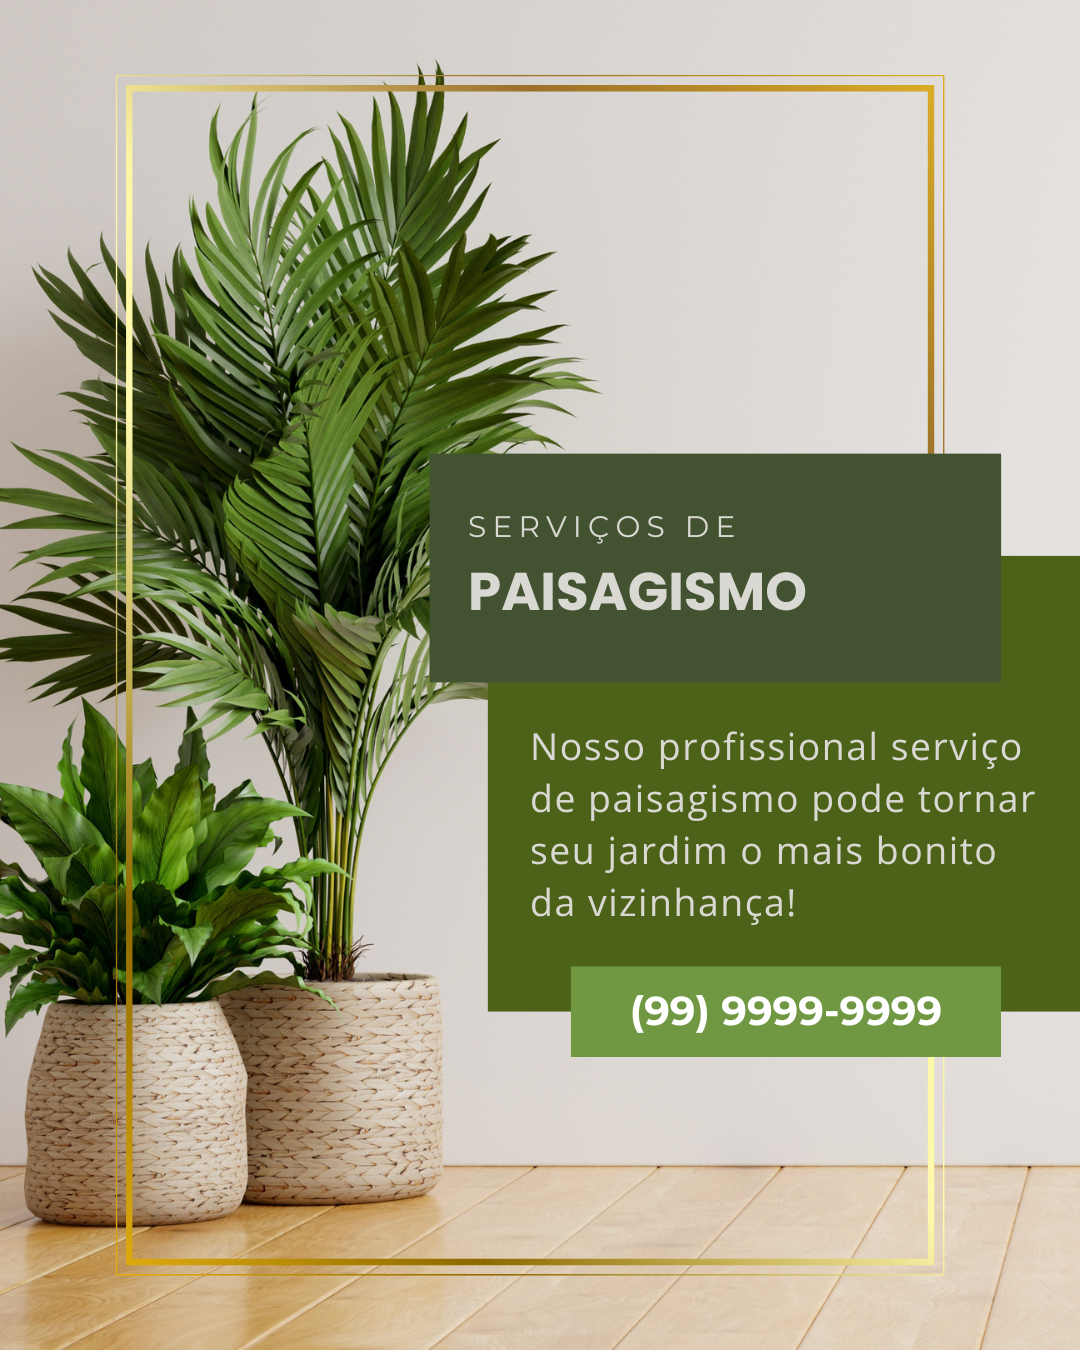 SERVIÇOS DE
PAISAGISMO
Nosso profissional serviço
de paisagismo pode tornar
seu jardim o mais bonito
da vizinhança!
(99) 9999-9999